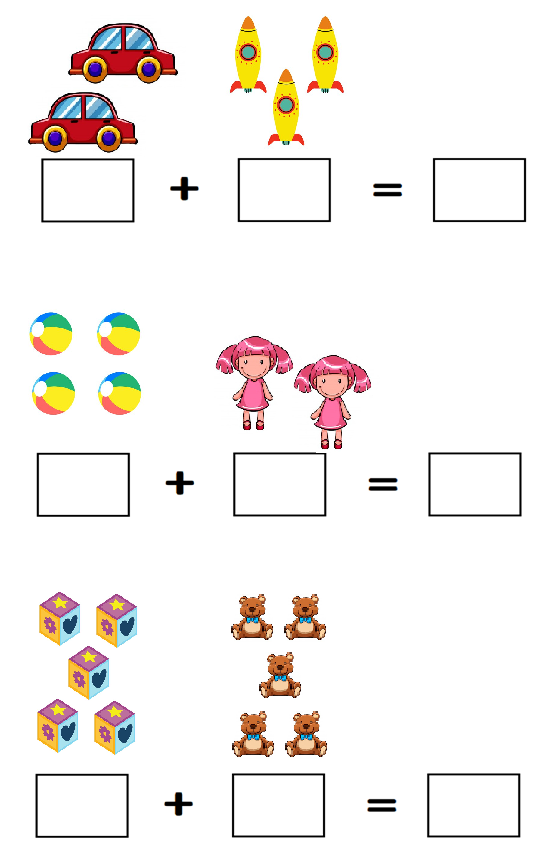 + =
+ =
+ =